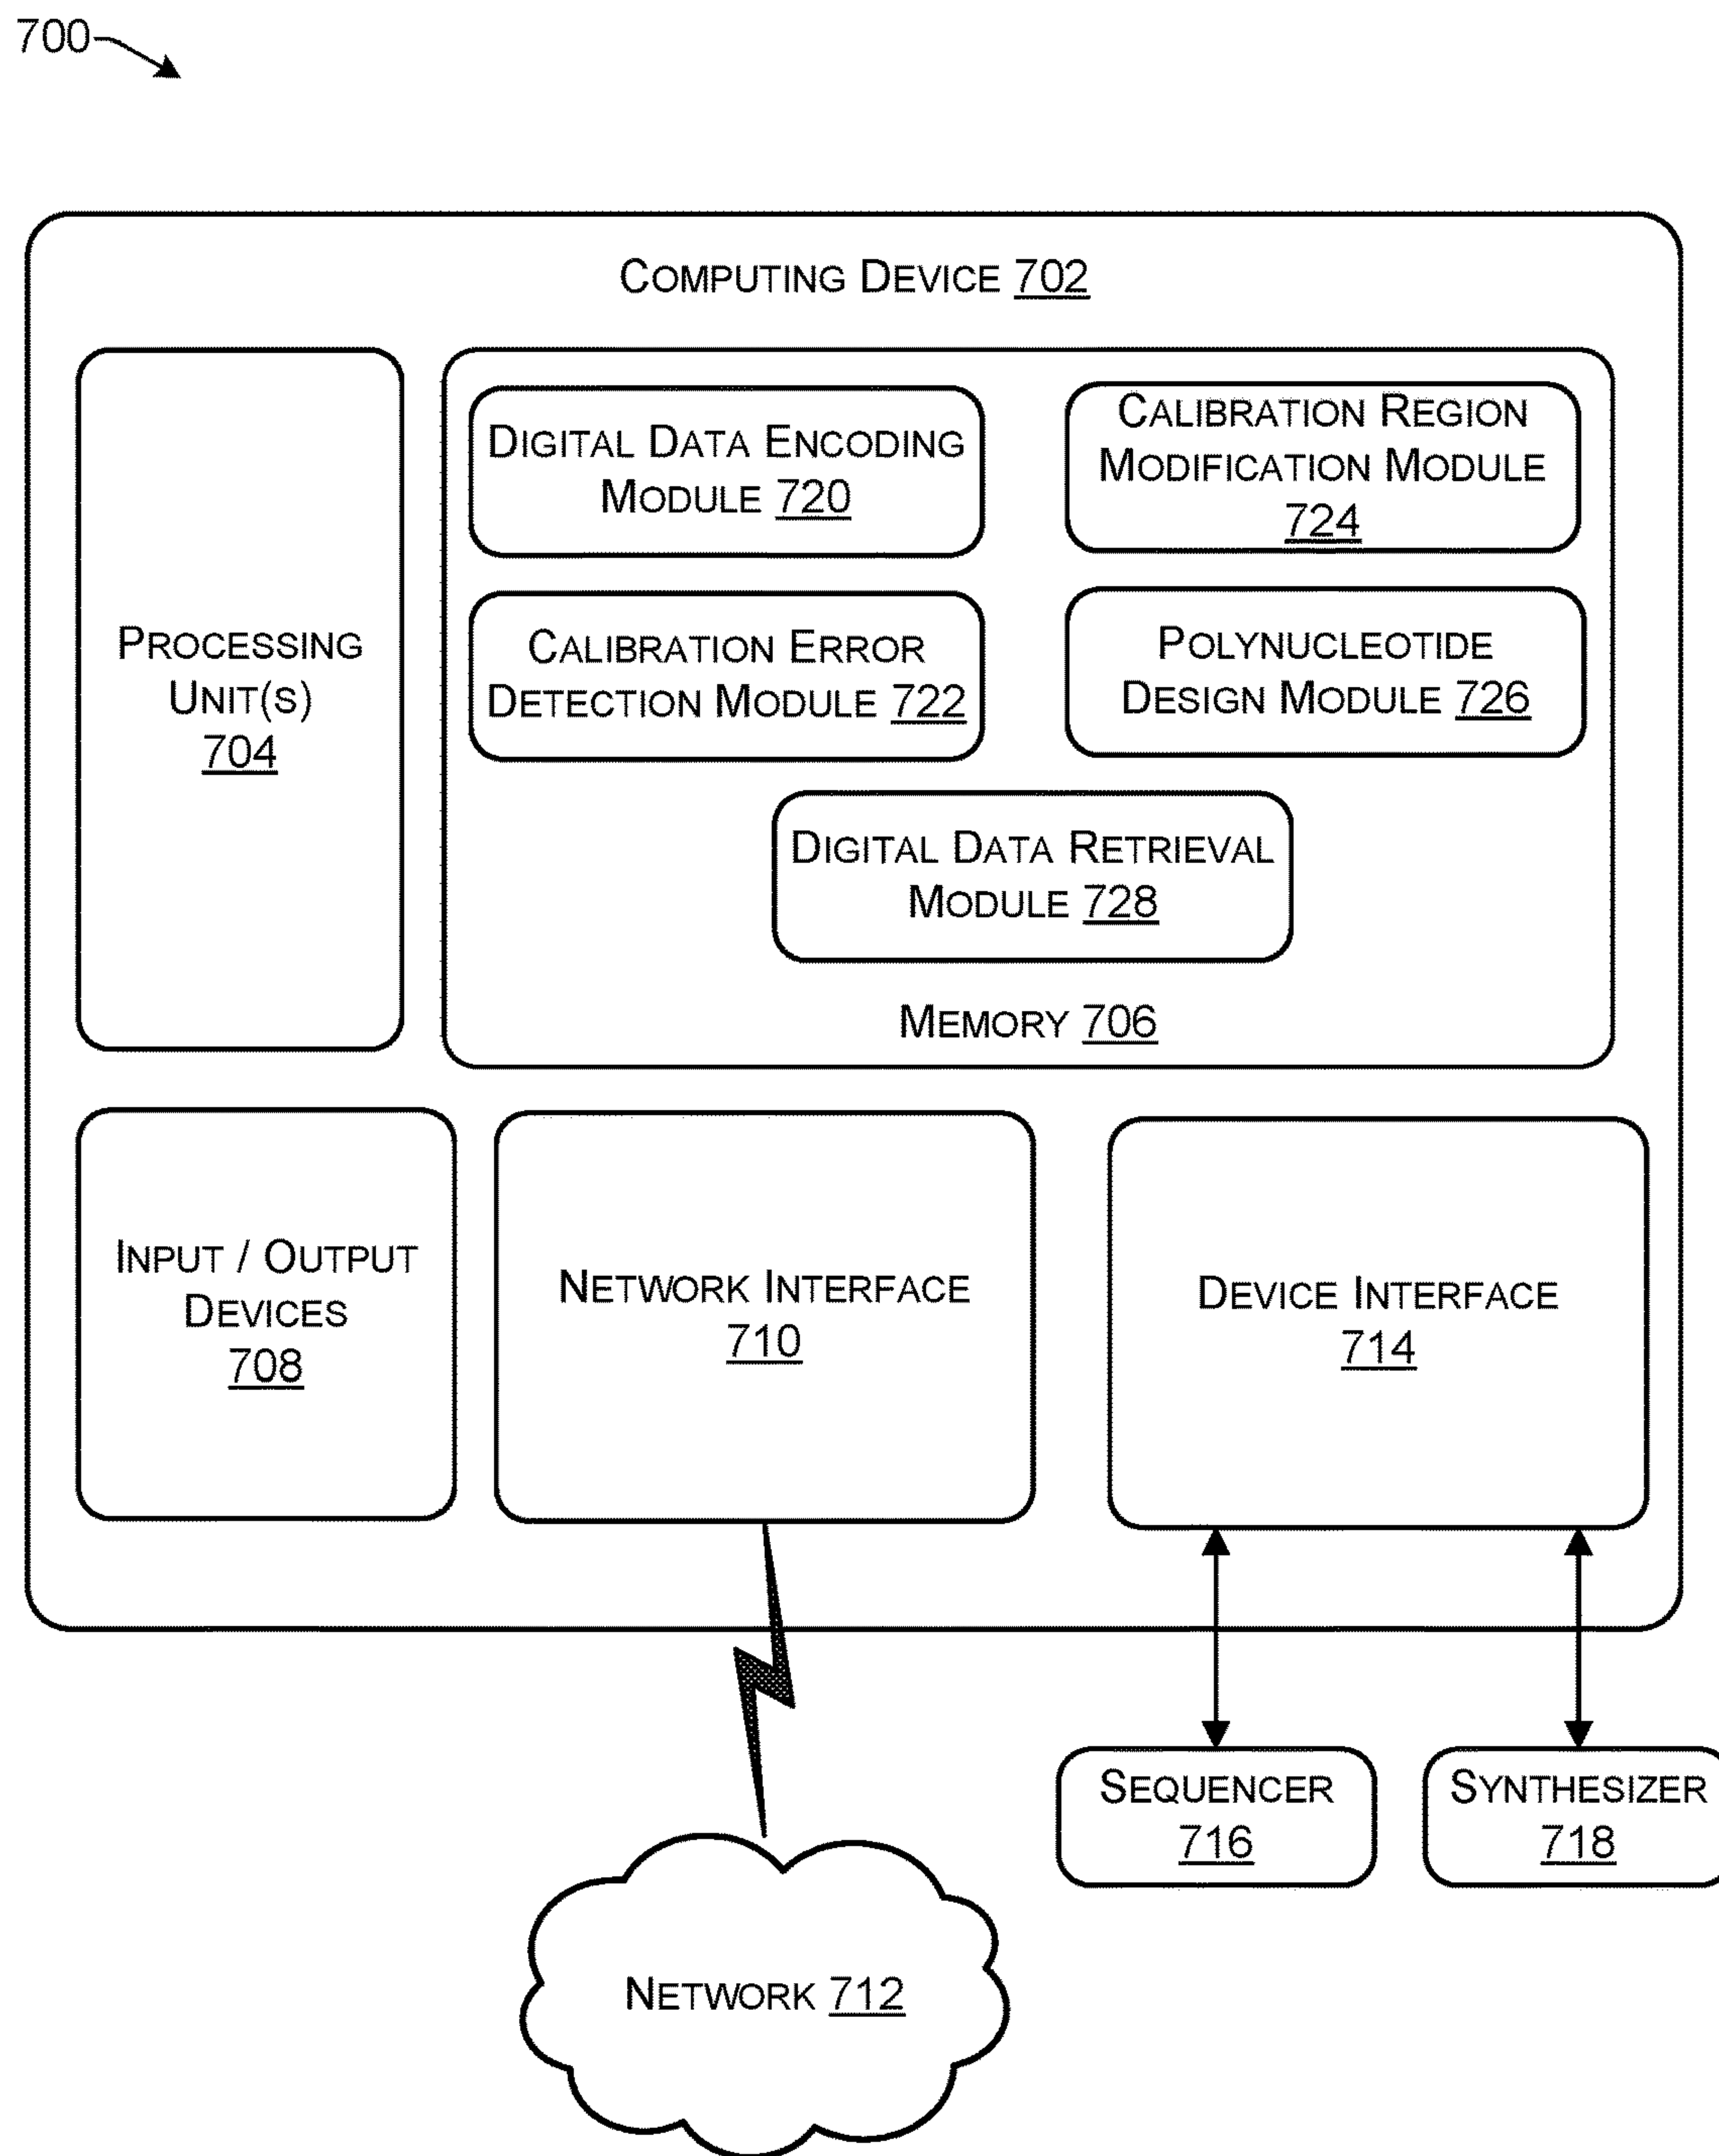 700
COMPUTING DEVICE 702
DIGITAL DATA ENCODING
MODULE 720
CALIBRATION REGION
MODIFICATION MODULE
724
PROCESSING
UNIT(S)
704
CALIBRATION ERROR
DETECTION MODULE 722
POLYNUCLEOTIDE
DESIGN MODULE 726
DIGITAL DATA RETRIEVAL
MODULE 728
MEMORY 706
INPUT / OUTPUT
DEVICES
708
NETWORK INTERFACE
710
DEVICE INTERFACE
714
SEQUENCER
716
SYNTHESIZER
718
NETWORK 712